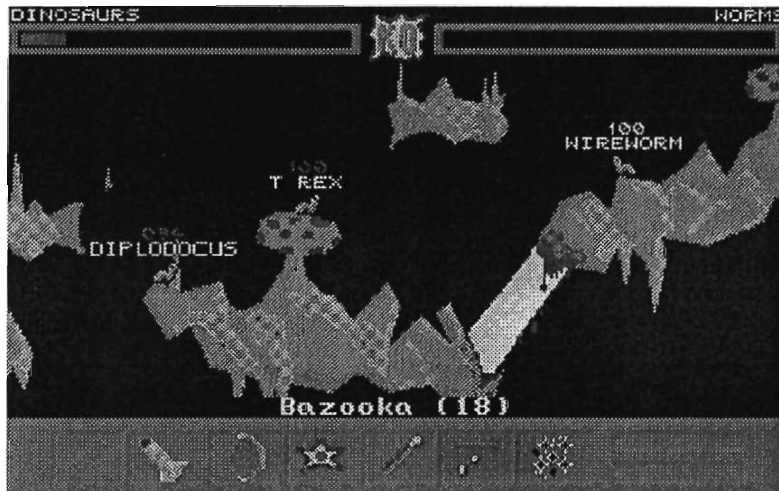 DINOSAURS
WORMS
100
WIREWORM
100
T REX
DIPLODOCUS
Bazooka (18)